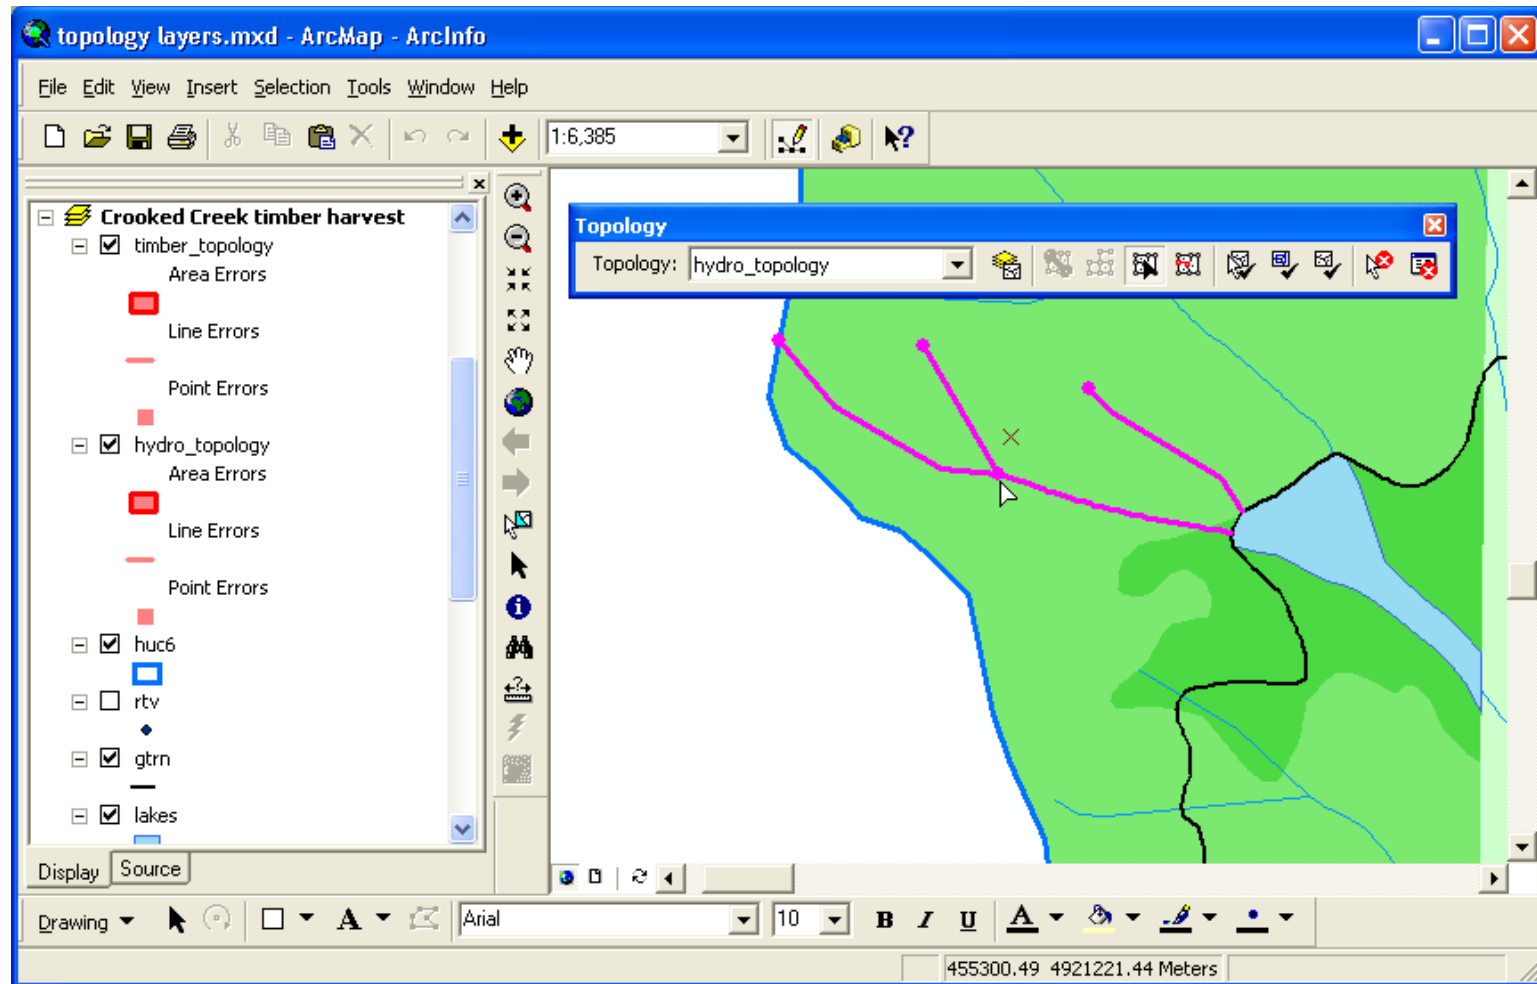 topology layers.mxd - ArcMap - ArcInfo
File Edit View Insert Selection Tools Window Help
1:6,385
Crooked Creek timber harvest
timber_topology
Area Errors
Line Errors
Point Errors
hydro_topology
Area Errors
Line Errors
Point Errors
huc6
rtv
gtrn
lakes
Display Source
Topology
Topology: hydro_topology
Drawing A Arial 10 B I U A
455300.49 4921221.44 Meters